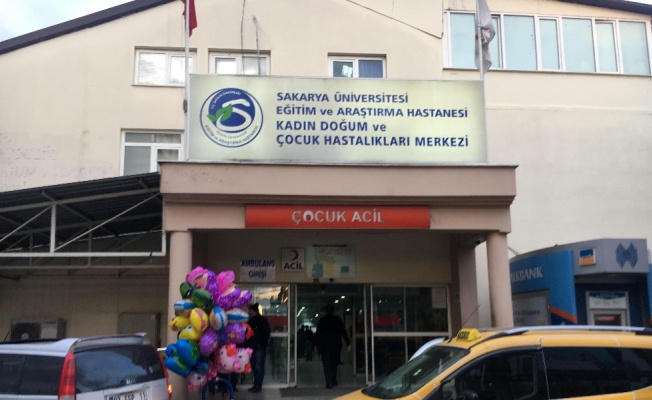 SAKARYA ÜNİVERSİTESİ
EĞİTİM ve ARAŞTIRMA HASTANESİ
KADIN DOĞUM ve
ÇOCUK HASTALIKLARI MERKEZİ
ÇOCUK ACİL
AMBULANS
GİRİŞİ
ACİL
HALKBANK